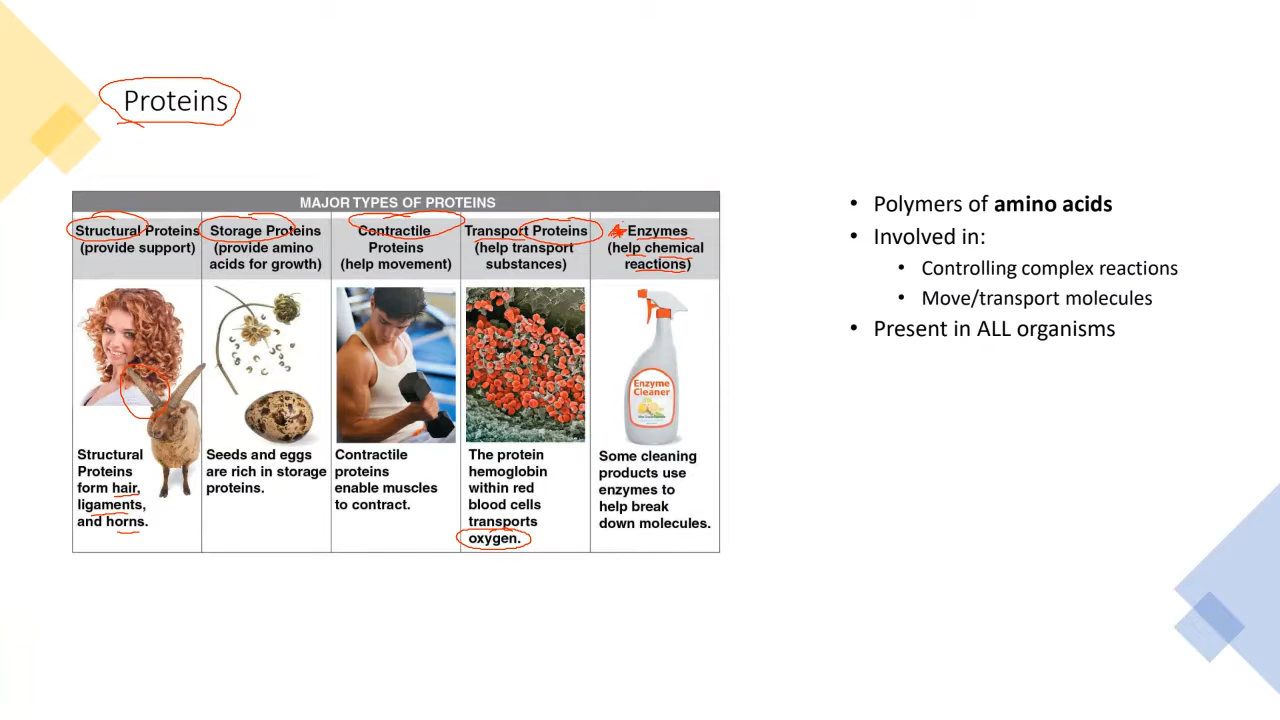 Proteins
MAJOR TYPES OF PROTEINS
Structural Proteins
(provide support)
Storage Proteins
(provide amino
acids for growth)
Contractile
Proteins
(help movement)
Transport Proteins
(help transport
substances)
Enzymes
(help chemical
reactions)
Enzyme
Cleaner
Structural
Proteins
form hair,
ligaments,
and horns.
Seeds and eggs
are rich in storage
proteins.
Contractile
proteins
enable muscles
to contract.
The protein
hemoglobin
within red
blood cells
transports
oxygen.
Some cleaning
products use
enzymes to
help break
down molecules.
• Polymers of amino acids
• Involved in:
• Controlling complex reactions
• Move/transport molecules
• Present in ALL organisms